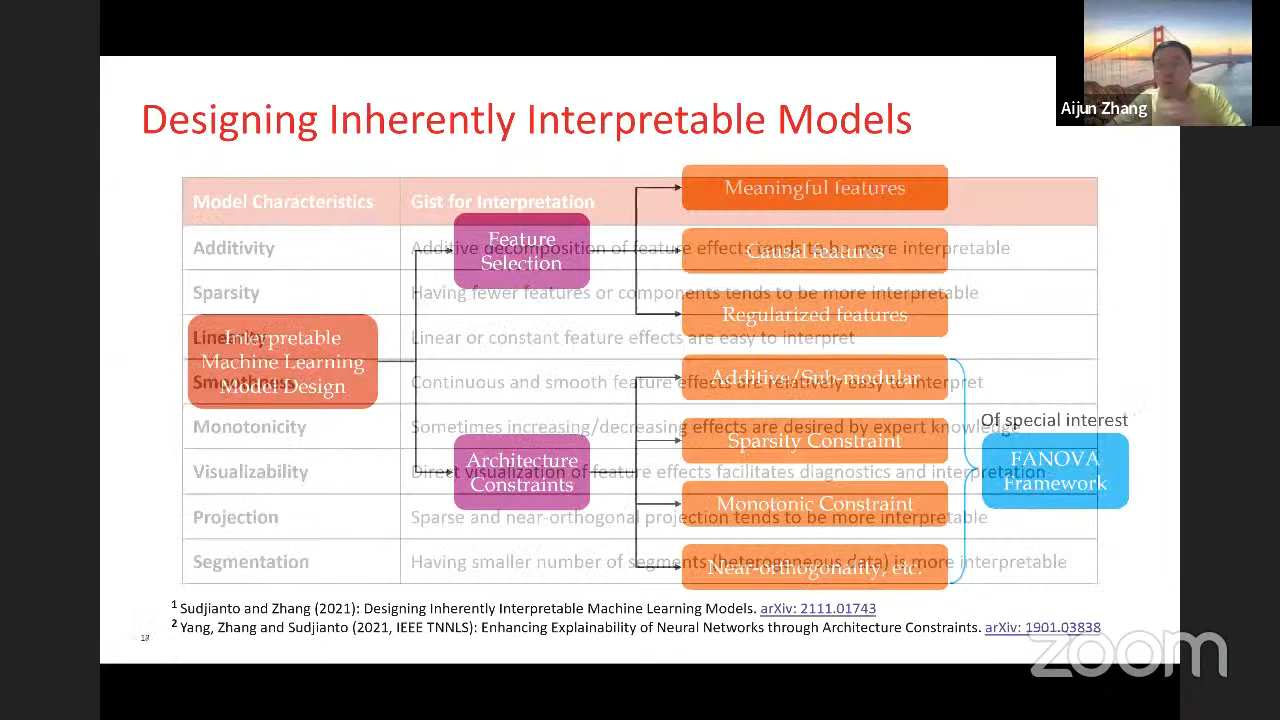 Aijun Zhang
Designing Inherently Interpretable Models
Model Characteristics
Gist for Interpretation
Additivity
Additive decomposition of feature effects tends to be more interpretable
Sparsity
Having fewer features or components tends to be more interpretable
Linearity
Linear or constant feature effects are easy to interpret
Smoothness
Continuous and smooth feature effects are relatively easy to interpret
Monotonicity
Sometimes increasing/decreasing effects are desired by expert knowledge
Visualizability
Direct visualization of feature effects facilitates diagnostics and interpretation
Projection
Sparse and near-orthogonal projection tends to be more interpretable
Segmentation
Having smaller number of segments (heterogeneous data) is more interpretable
Interpretable
Machine Learning
Model Design
Feature
Selection
Meaningful features
Causal features
Regularized features
Architecture
Constraints
Additive/Sub-modular
Sparsity Constraint
Monotonic Constraint
Near-orthogonality, etc.
Of special interest
FANOVA
Framework
1 Sudjianto and Zhang (2021): Designing Inherently Interpretable Machine Learning Models. arXiv: 2111.01743
2 Yang, Zhang and Sudjianto (2021, IEEE TNNLS): Enhancing Explainability of Neural Networks through Architecture Constraints. arXiv: 1901.03838
zoom